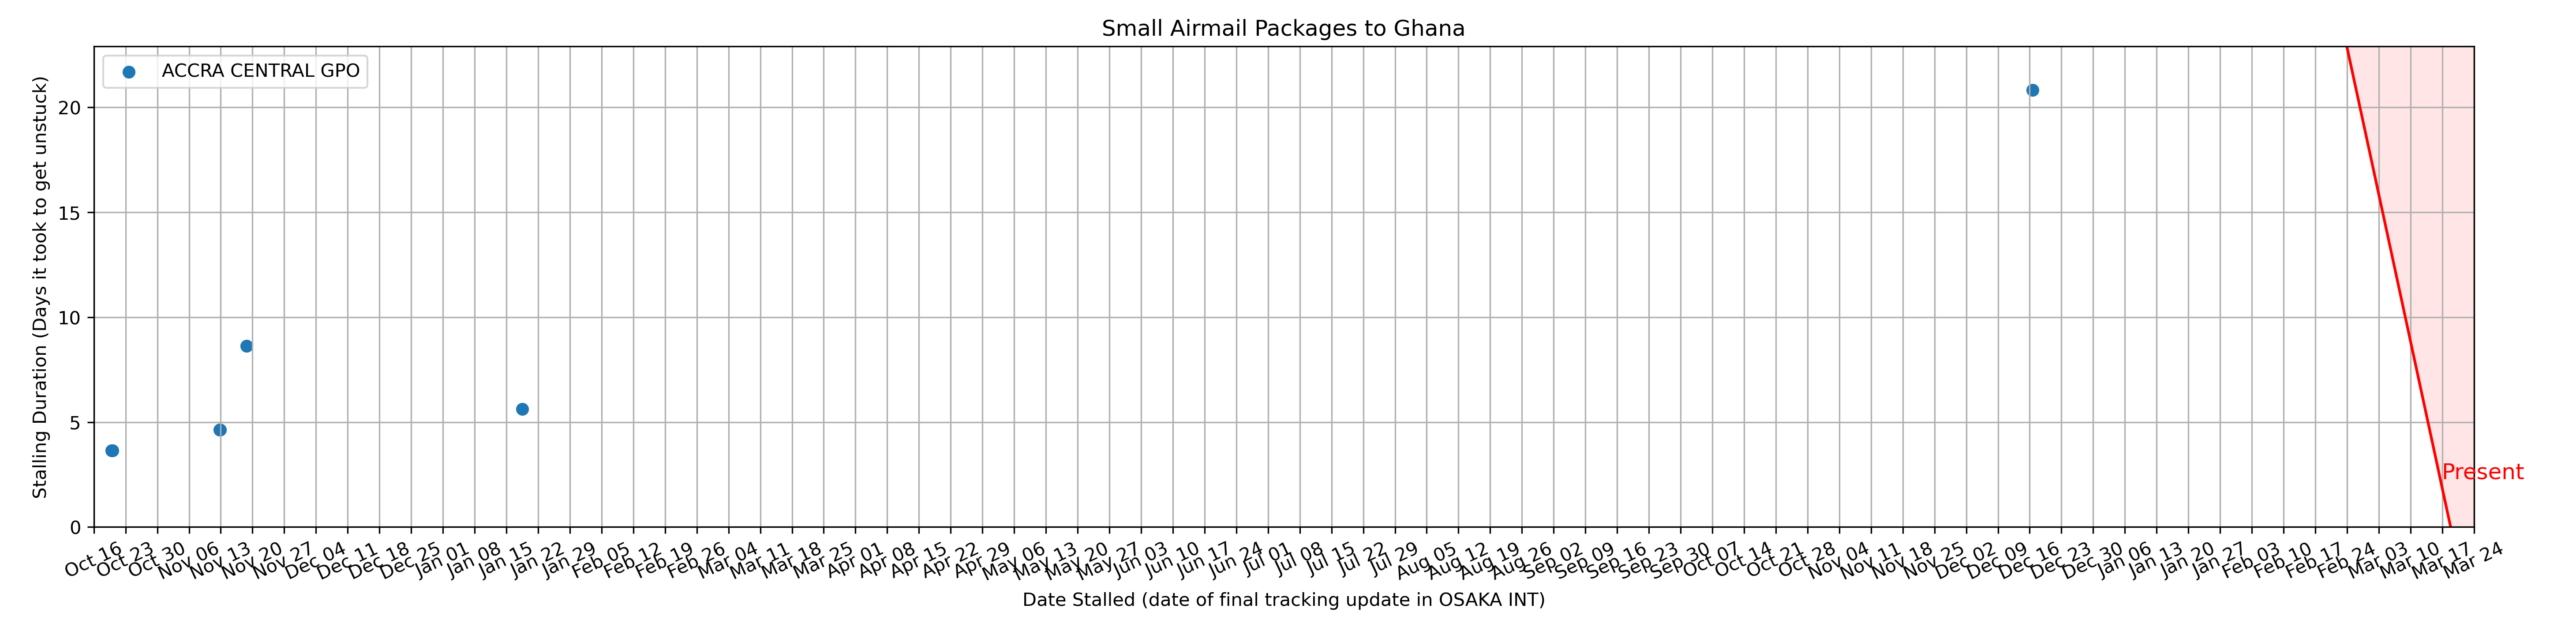 Small Airmail Packages to Ghana
ACCRA CENTRAL GPO
Stalling Duration (Days it took to get unstuck)
20
15
10
5
0
Present
Oct 16 Oct 23 Oct 30 Nov 06 Nov 13 Nov 20 Nov 27 Dec 04 Dec 11 Dec 18 Dec 25 Jan 01 Jan 08 Jan 15 Jan 22 Jan 29 Feb 05 Feb 12 Feb 19 Feb 26 Mar 04 Mar 11 Mar 18 Mar 25 Apr 01 Apr 08 Apr 15 Apr 22 Apr 29 May 06 May 13 May 20 May 27 Jun 03 Jun 10 Jun 17 Jun 24 Jul 01 Jul 08 Jul 15 Jul 22 Jul 29 Aug 05 Aug 12 Aug 19 Aug 26 Sep 02 Sep 09 Sep 16 Sep 23 Sep 30 Oct 07 Oct 14 Oct 21 Oct 28 Nov 04 Nov 11 Nov 18 Nov 25 Dec 02 Dec 09 Dec 16 Dec 23 Dec 30 Jan 06 Jan 13 Jan 20 Jan 27 Feb 03 Feb 10 Feb 17 Feb 24 Mar 03 Mar 10 Mar 17 Mar 24
Date Stalled (date of final tracking update in OSAKA INT)